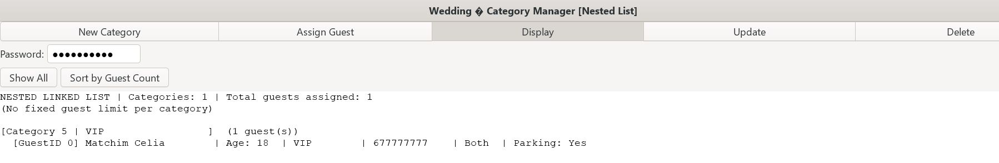 Wedding � Category Manager [Nested List]
New Category Assign Guest Display Update Delete
Password: ●●●●●●●●●●
Show All Sort by Guest Count
NESTED LINKED LIST | Categories: 1 | Total guests assigned: 1
(No fixed guest limit per category)
[Category 5 | VIP ] (1 guest(s))
[GuestID 0] Matchim Celia | Age: 18 | VIP | 677777777 | Both | Parking: Yes